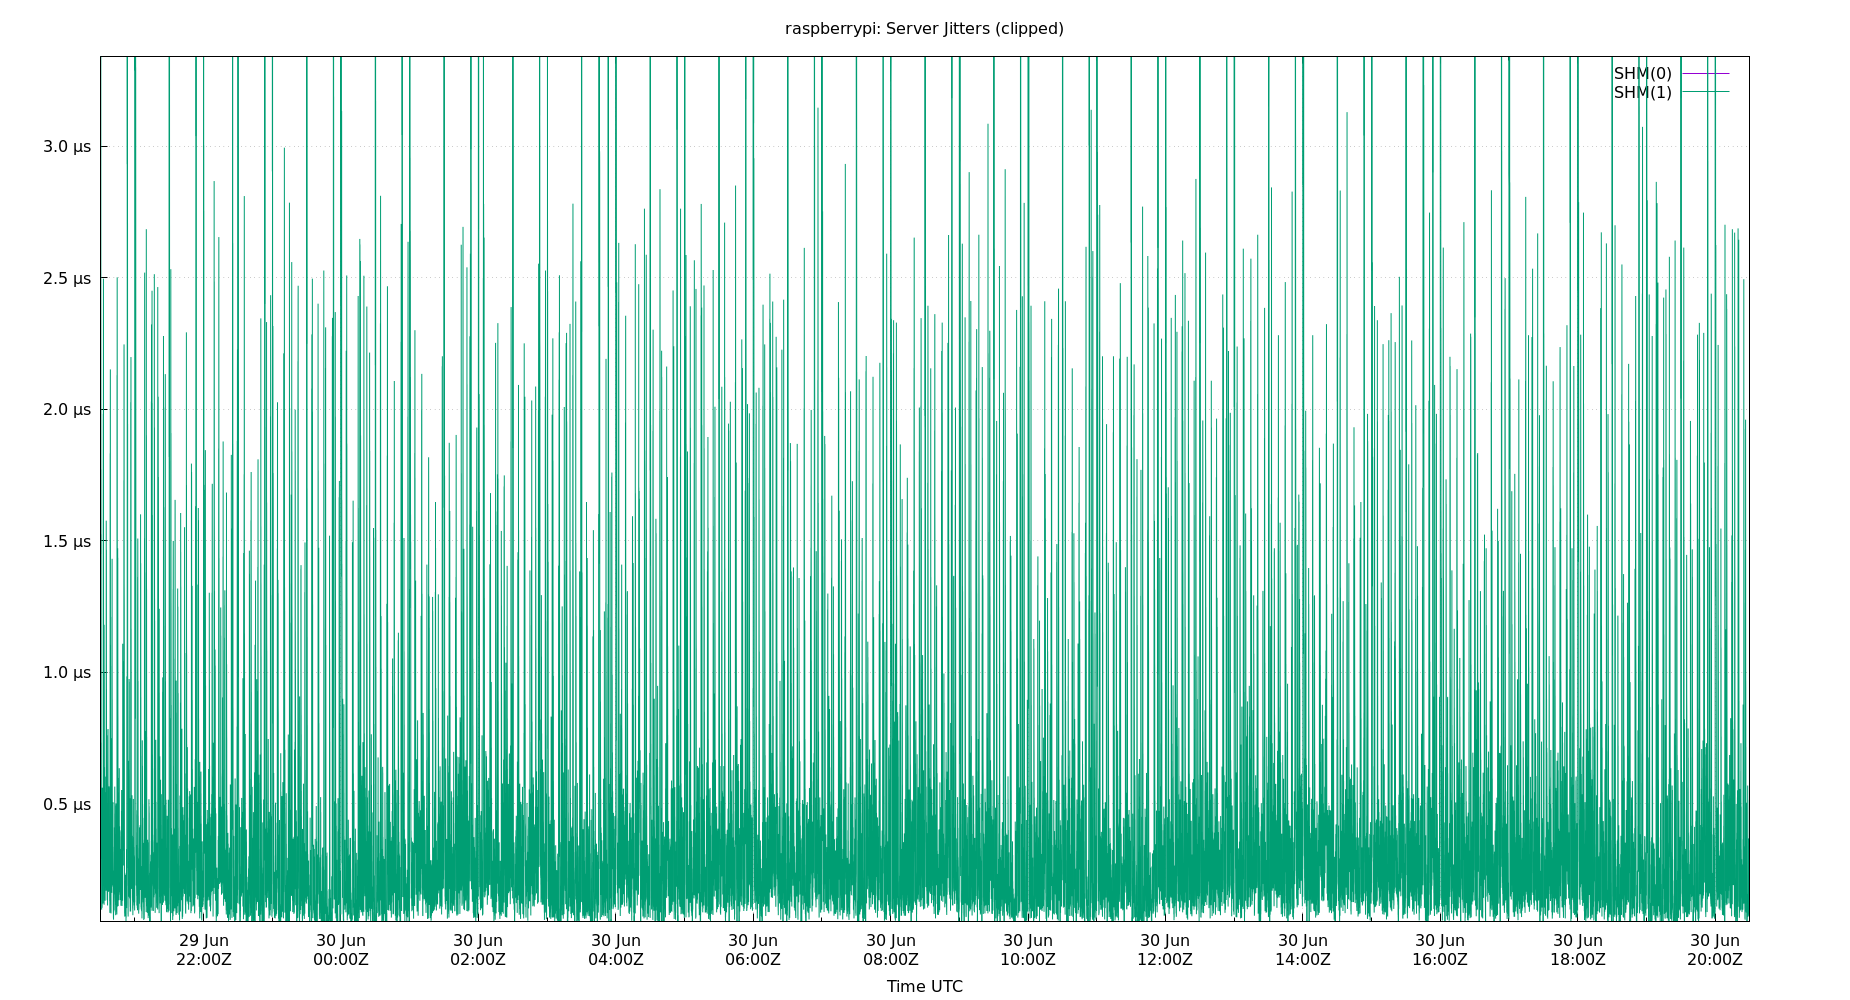 raspberrypi: Server Jitters (clipped)
SHM(0)
SHM(1)
3.0 µs
2.5 µs
2.0 µs
1.5 µs
1.0 µs
0.5 µs
29 Jun 30 Jun 30 Jun 30 Jun 30 Jun 30 Jun 30 Jun 30 Jun 30 Jun 30 Jun 30 Jun 30 Jun
22:00Z 00:00Z 02:00Z 04:00Z 06:00Z 08:00Z 10:00Z 12:00Z 14:00Z 16:00Z 18:00Z 20:00Z
Time UTC